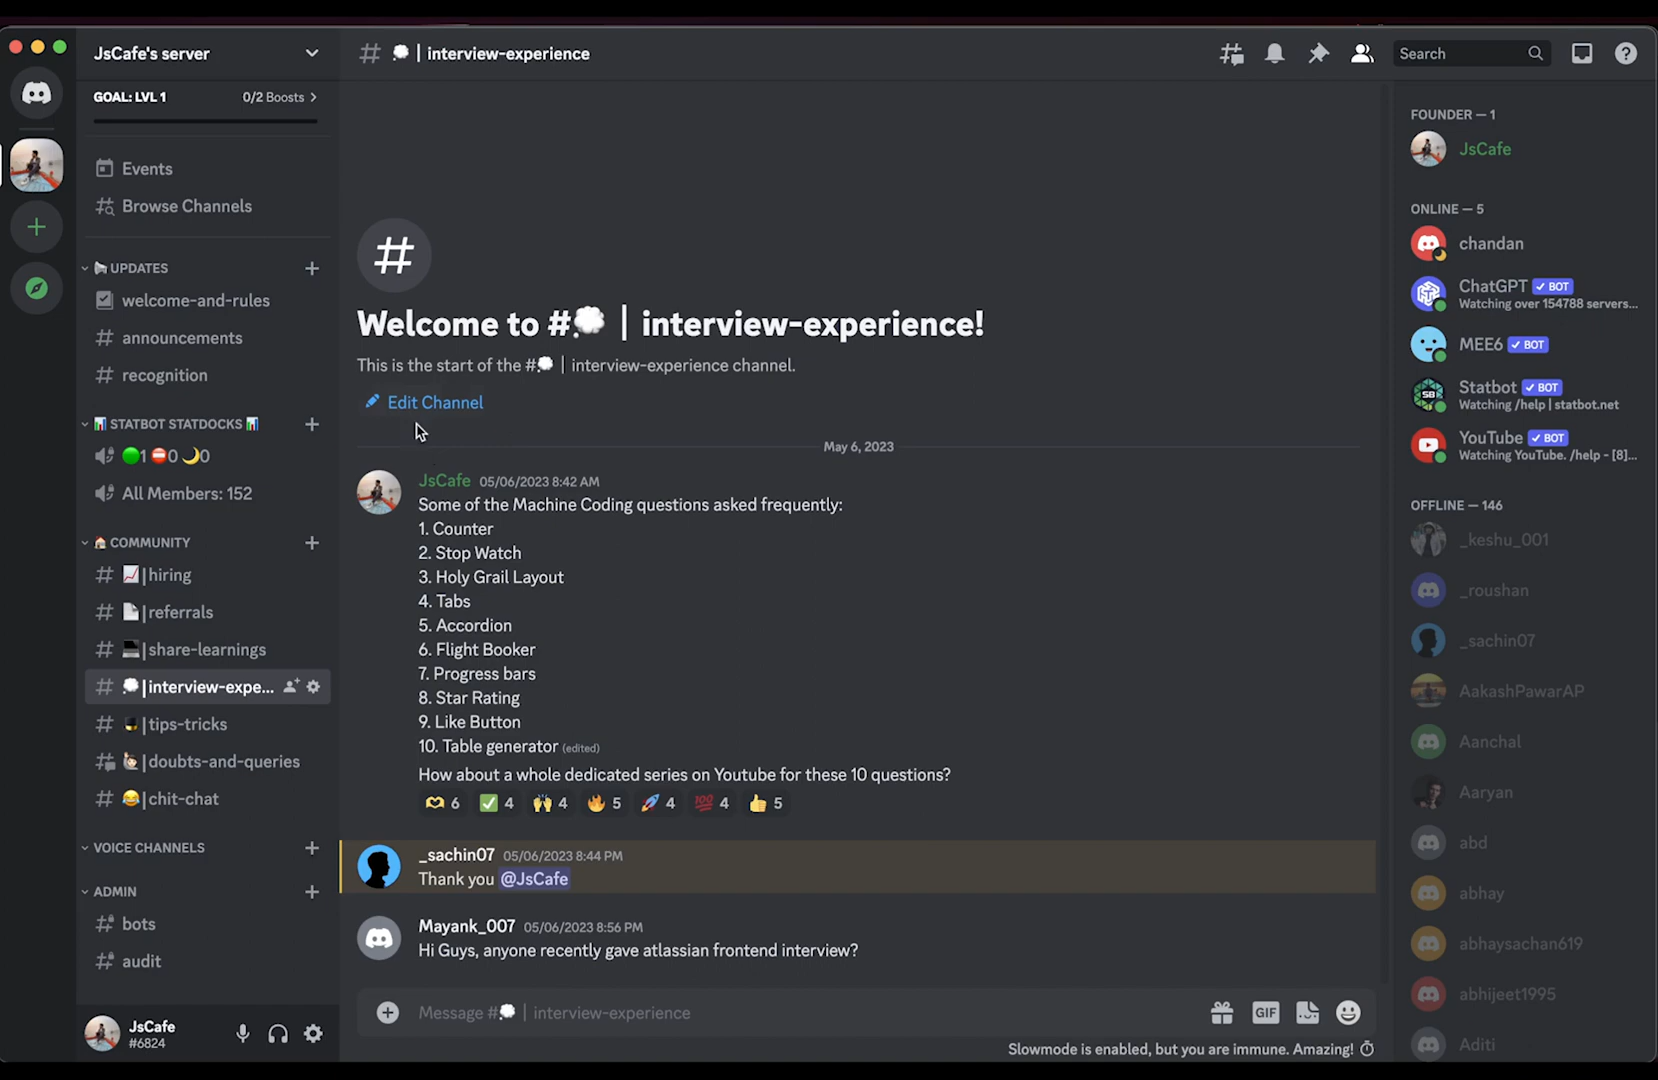 JsCafe's server
GOAL: LVL 1 0/2 Boosts
Events
Browse Channels
UPDATES
welcome-and-rules
announcements
recognition
STATBOT STATDOCKS
1 0 0
All Members: 152
COMMUNITY
hiring
referrals
share-learnings
interview-expe...
tips-tricks
doubts-and-queries
chit-chat
VOICE CHANNELS
ADMIN
bots
audit
JsCafe
#6824
# | interview-experience
Search
Welcome to # | interview-experience!
This is the start of the # | interview-experience channel.
Edit Channel
May 6, 2023
JsCafe 05/06/2023 8:42 AM
Some of the Machine Coding questions asked frequently:
1. Counter
2. Stop Watch
3. Holy Grail Layout
4. Tabs
5. Accordion
6. Flight Booker
7. Progress bars
8. Star Rating
9. Like Button
10. Table generator (edited)
How about a whole dedicated series on Youtube for these 10 questions?
6 4 4 5 4 💯 4 5
_sachin07 05/06/2023 8:44 PM
Thank you @JsCafe
Mayank_007 05/06/2023 8:56 PM
Hi Guys, anyone recently gave atlassian frontend interview?
Message # | interview-experience
GIF
Slowmode is enabled, but you are immune. Amazing!
FOUNDER — 1
JsCafe
ONLINE — 5
chandan
ChatGPT ✓ BOT
Watching over 154788 servers...
MEE6 ✓ BOT
Statbot ✓ BOT
SB
Watching /help | statbot.net
YouTube ✓ BOT
Watching YouTube. /help - [8]...
OFFLINE — 146
_keshu_001
_roushan
_sachin07
AakashPawarAP
Aanchal
Aaryan
abd
abhay
abhaysachan619
abhijeet1995
Aditi